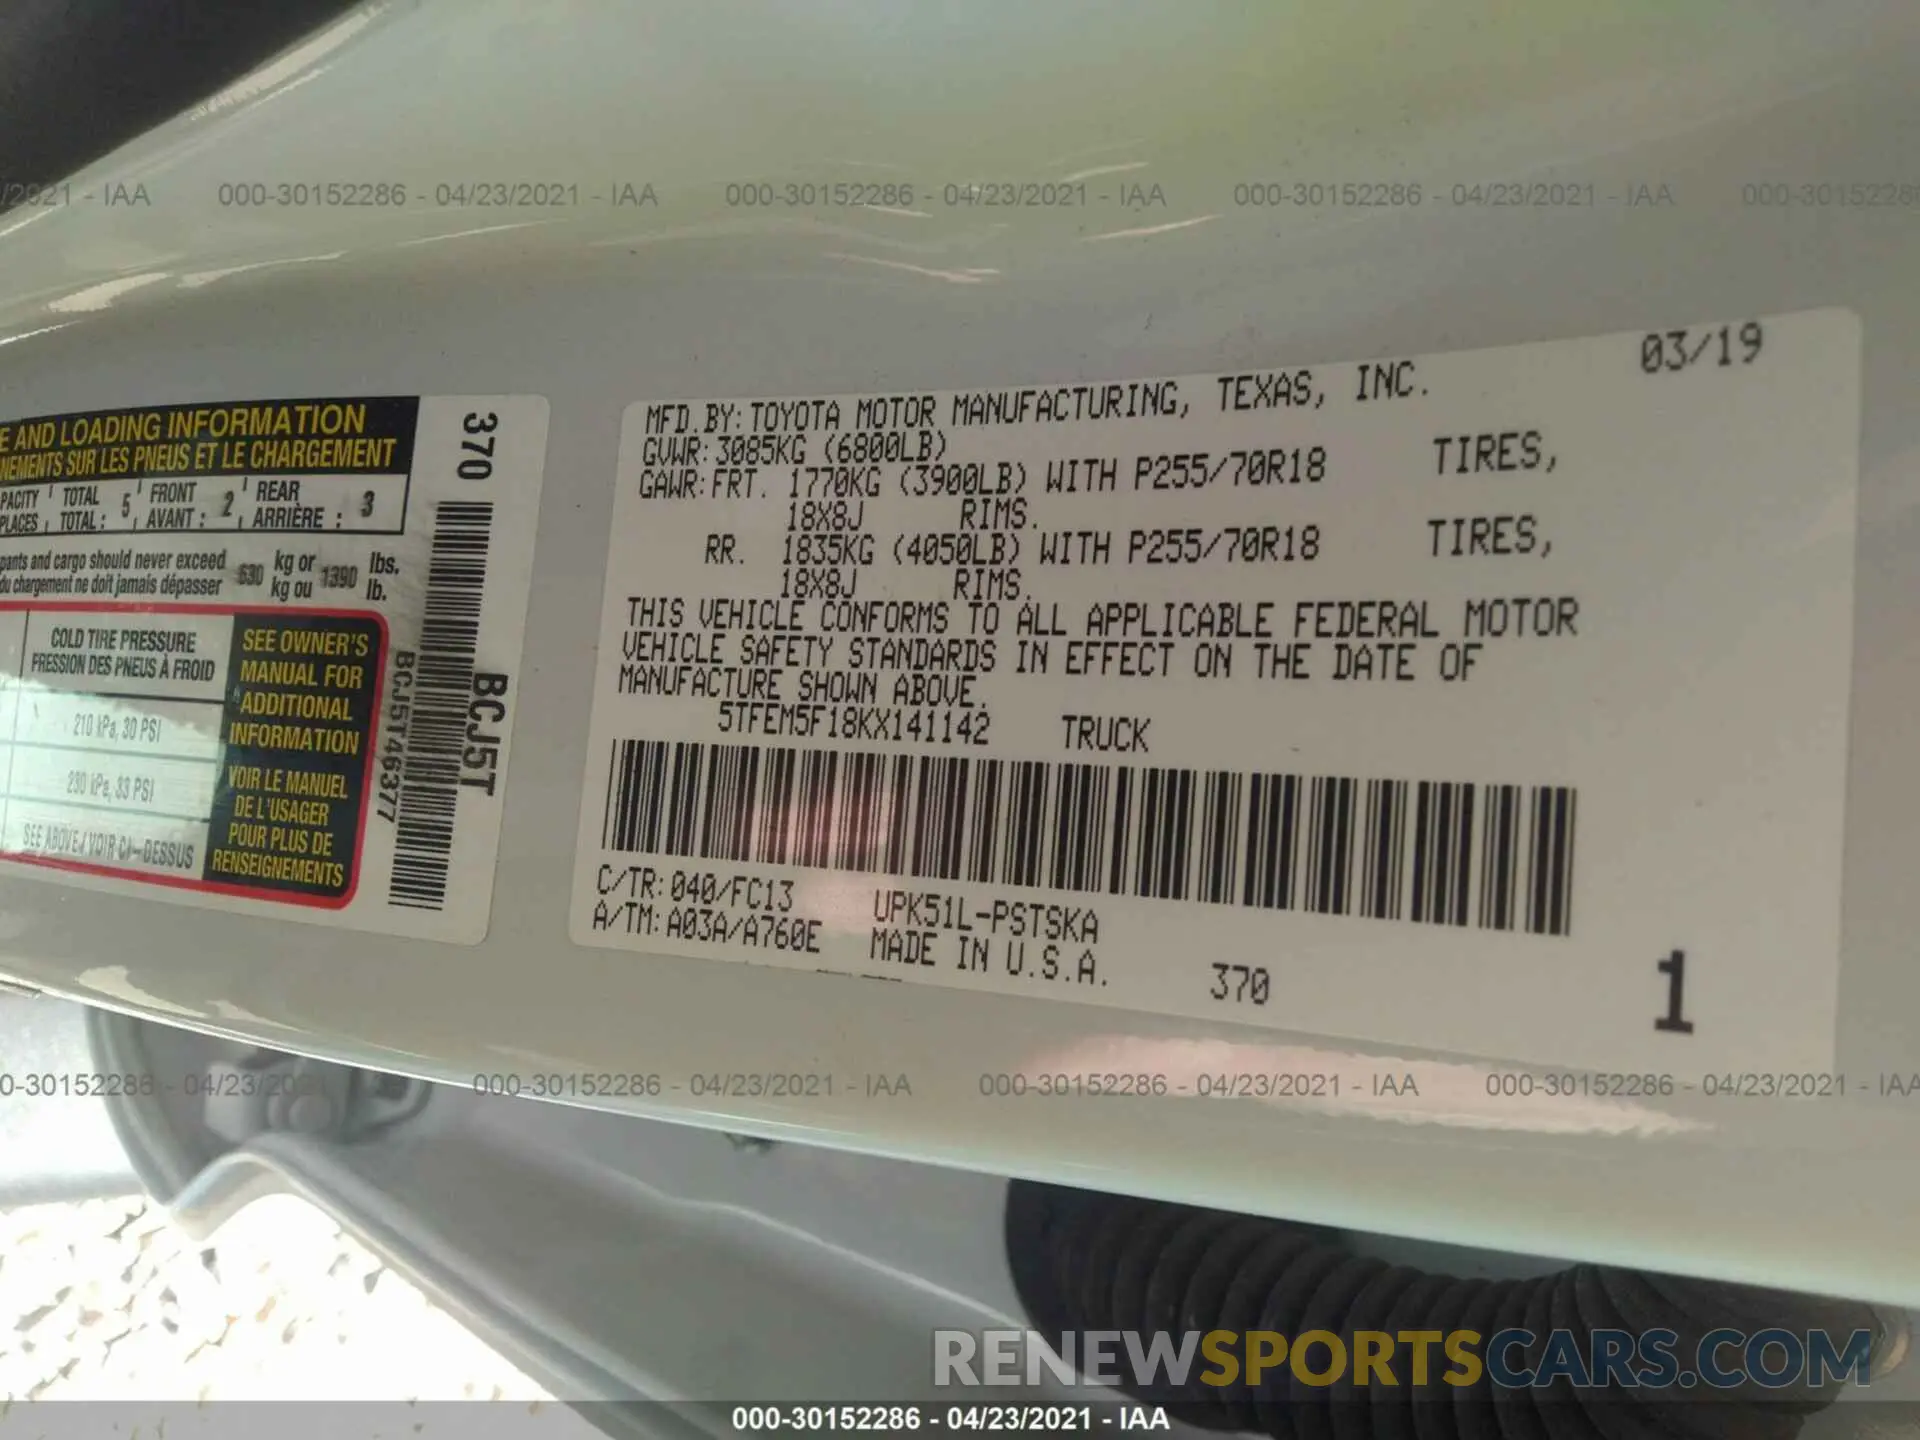 /2021 - IAA 000-30152286 - 04/23/2021 - IAA 000-30152286 - 04/23/2021 - IAA 000-30152286 - 04/23/2021 - IAA 000-3015228
E AND LOADING INFORMATION
NEMENTS SUR LES PNEUS ET LE CHARGEMENT
PACITY TOTAL 5 FRONT 2 REAR 3
PLACES TOTAL : AVANT : ARRIÈRE :
pants and cargo should never exceed 630 kg or 1390 lbs.
du chargement ne doit jamais dépasser kg ou lb.
COLD TIRE PRESSURE
PRESSION DES PNEUS À FROID
210 kPa, 30 PSI
230 kPa, 33 PSI
SEE ABOVE / VOIR CI-DESSUS
SEE OWNER'S
MANUAL FOR
ADDITIONAL
INFORMATION
VOIR LE MANUEL
DE L'USAGER
POUR PLUS DE
RENSEIGNEMENTS
370
BCJ5T
BCJ5T46377
03/19
MFD.BY:TOYOTA MOTOR MANUFACTURING, TEXAS, INC.
GVWR:3085KG (6800LB)
GAWR:FRT. 1770KG (3900LB) WITH P255/70R18 TIRES,
18X8J RIMS.
RR. 1835KG (4050LB) WITH P255/70R18 TIRES,
18X8J RIMS.
THIS VEHICLE CONFORMS TO ALL APPLICABLE FEDERAL MOTOR
VEHICLE SAFETY STANDARDS IN EFFECT ON THE DATE OF
MANUFACTURE SHOWN ABOVE.
5TFEM5F18KX141142 TRUCK
C/TR:040/FC13 UPK51L-PSTSKA
A/TM:A03A/A760E MADE IN U.S.A. 370
1
0-30152286 - 04/23/2021 000-30152286 - 04/23/2021 - IAA 000-30152286 - 04/23/2021 - IAA 000-30152286 - 04/23/2021 - IAA
RENEWSPORTSCARS.COM
000-30152286 - 04/23/2021 - IAA